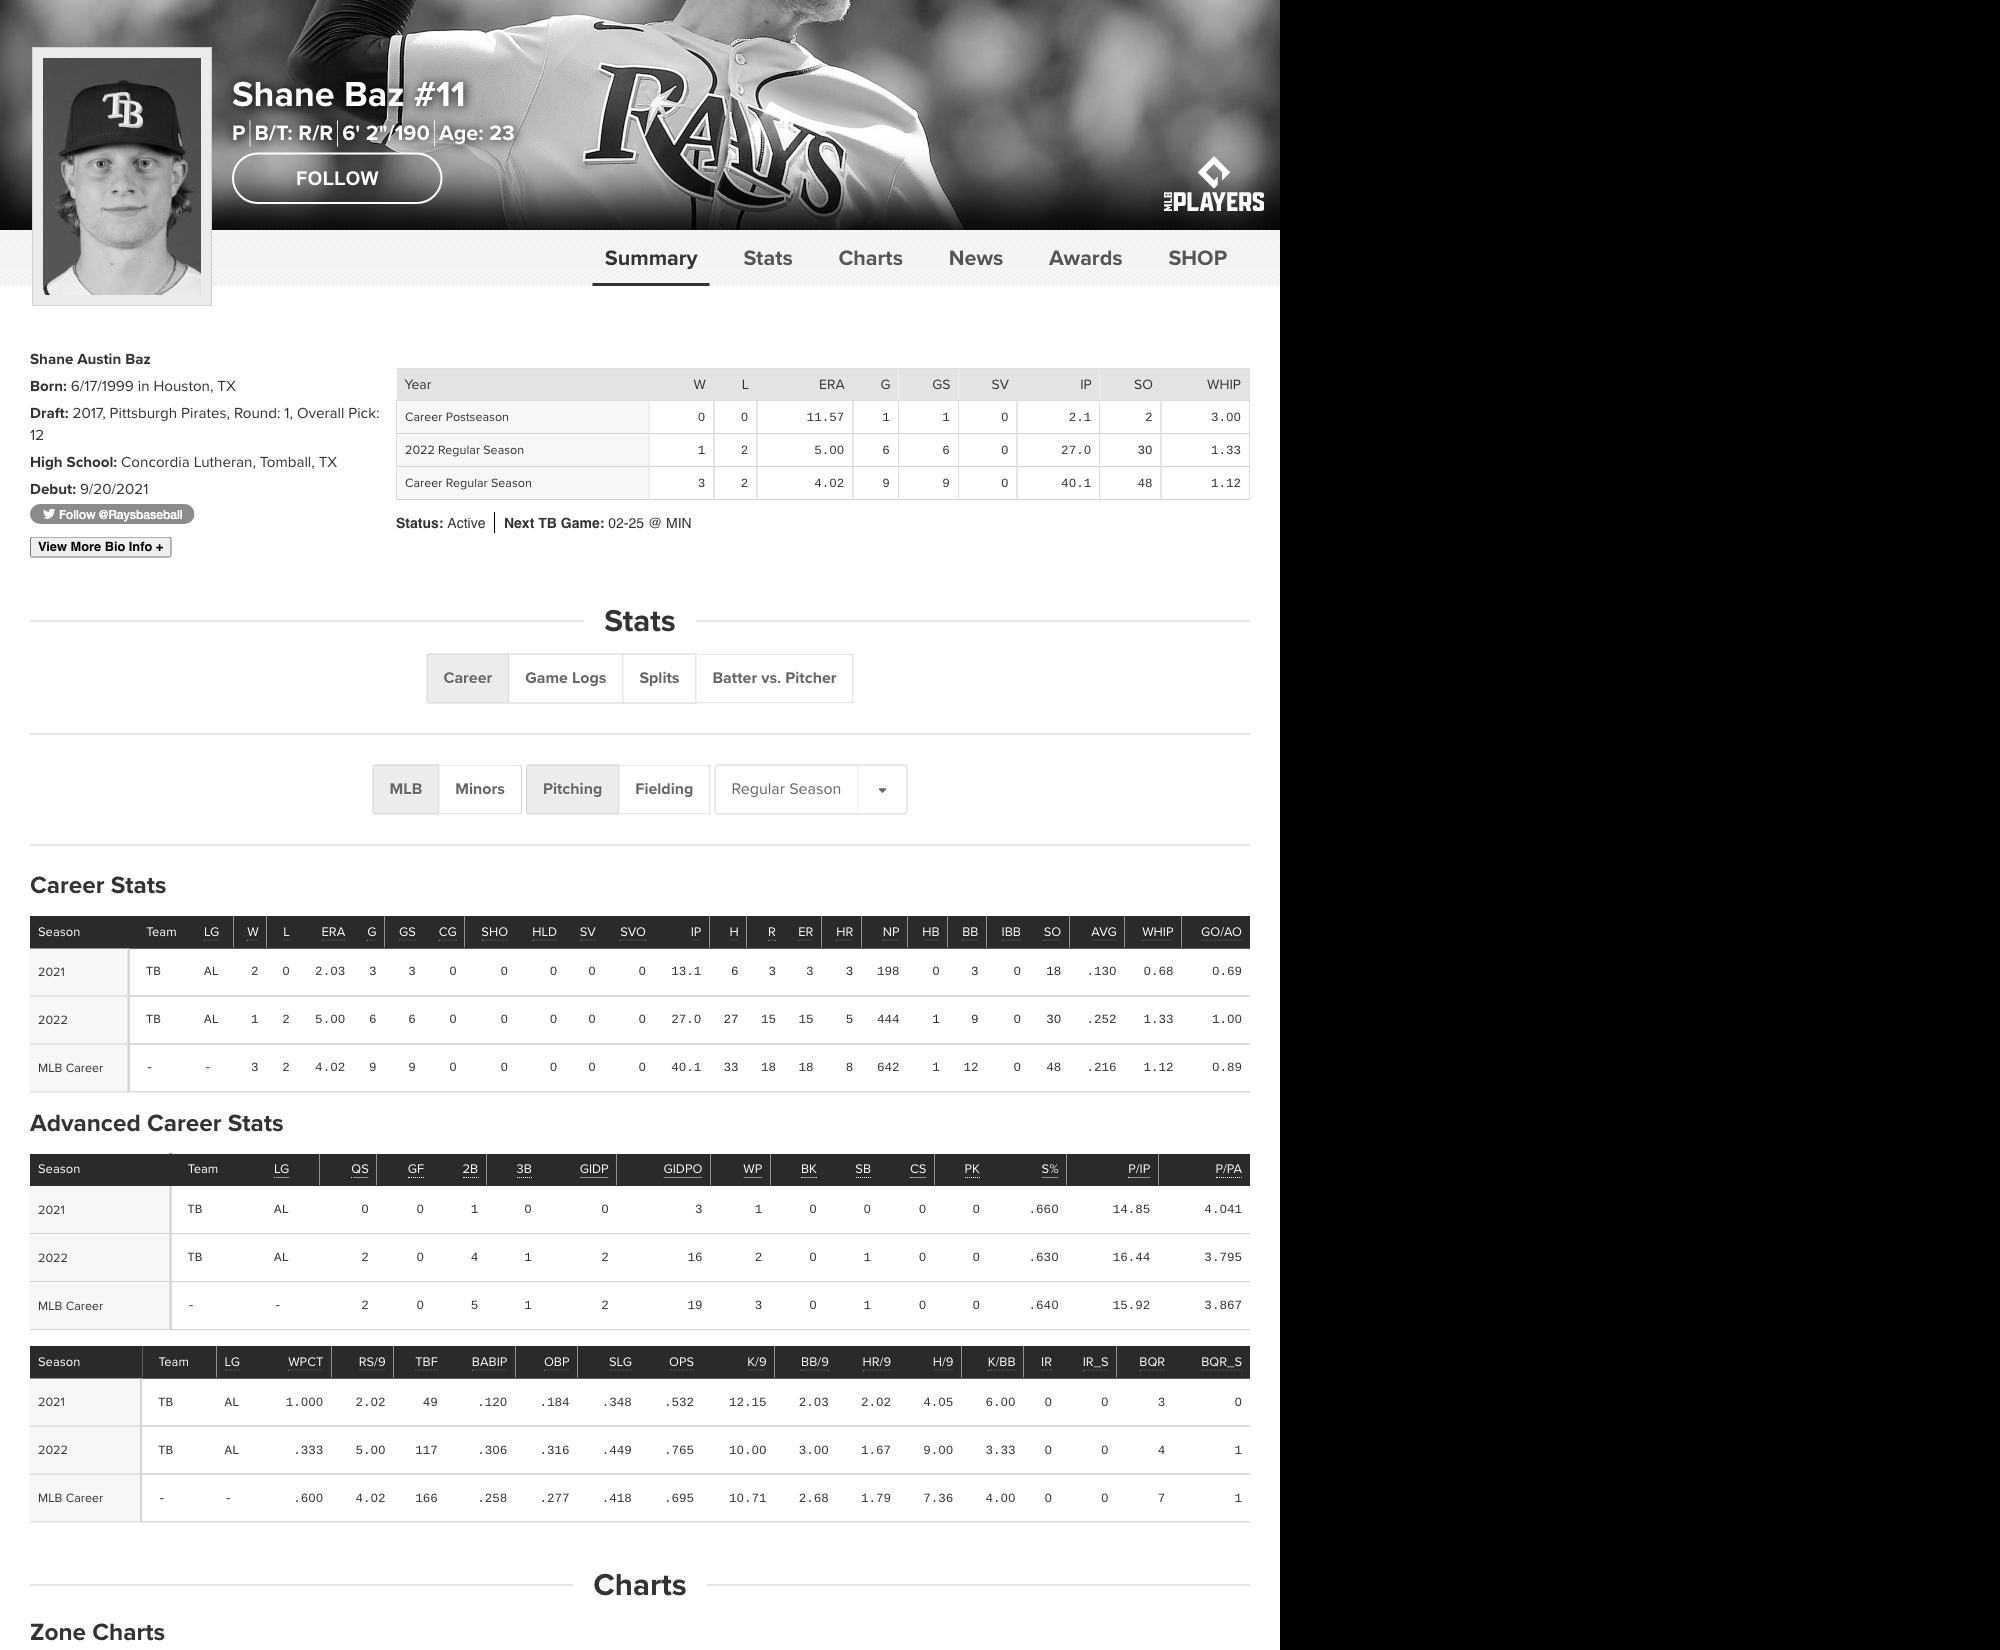 RAYS
TB
Shane Baz #11
P B/T: R/R 6' 2"/190 Age: 23
FOLLOW
MLB PLAYERS
Summary Stats Charts News Awards SHOP
Shane Austin Baz
Born: 6/17/1999 in Houston, TX
Draft: 2017, Pittsburgh Pirates, Round: 1, Overall Pick:
12
High School: Concordia Lutheran, Tomball, TX
Debut: 9/20/2021
Follow @Raysbaseball
View More Bio Info +
Year W L ERA G GS SV IP SO WHIP
Career Postseason 0 0 11.57 1 1 0 2.1 2 3.00
2022 Regular Season 1 2 5.00 6 6 0 27.0 30 1.33
Career Regular Season 3 2 4.02 9 9 0 40.1 48 1.12
Status: Active Next TB Game: 02-25 @ MIN
Stats
Career Game Logs Splits Batter vs. Pitcher
MLB Minors Pitching Fielding Regular Season
Career Stats
Season Team LG W L ERA G GS CG SHO HLD SV SVO IP H R ER HR NP HB BB IBB SO AVG WHIP GO/AO
2021 TB AL 2 0 2.03 3 3 0 0 0 0 0 13.1 6 3 3 3 198 0 3 0 18 .130 0.68 0.69
2022 TB AL 1 2 5.00 6 6 0 0 0 0 0 27.0 27 15 15 5 444 1 9 0 30 .252 1.33 1.00
MLB Career - - 3 2 4.02 9 9 0 0 0 0 0 40.1 33 18 18 8 642 1 12 0 48 .216 1.12 0.89
Advanced Career Stats
Season Team LG QS GF 2B 3B GIDP GIDPO WP BK SB CS PK S% P/IP P/PA
2021 TB AL 0 0 1 0 0 3 1 0 0 0 0 .660 14.85 4.041
2022 TB AL 2 0 4 1 2 16 2 0 1 0 0 .630 16.44 3.795
MLB Career - - 2 0 5 1 2 19 3 0 1 0 0 .640 15.92 3.867
Season Team LG WPCT RS/9 TBF BABIP OBP SLG OPS K/9 BB/9 HR/9 H/9 K/BB IR IR_S BQR BQR_S
2021 TB AL 1.000 2.02 49 .120 .184 .348 .532 12.15 2.03 2.02 4.05 6.00 0 0 3 0
2022 TB AL .333 5.00 117 .306 .316 .449 .765 10.00 3.00 1.67 9.00 3.33 0 0 4 1
MLB Career - - .600 4.02 166 .258 .277 .418 .695 10.71 2.68 1.79 7.36 4.00 0 0 7 1
Charts
Zone Charts